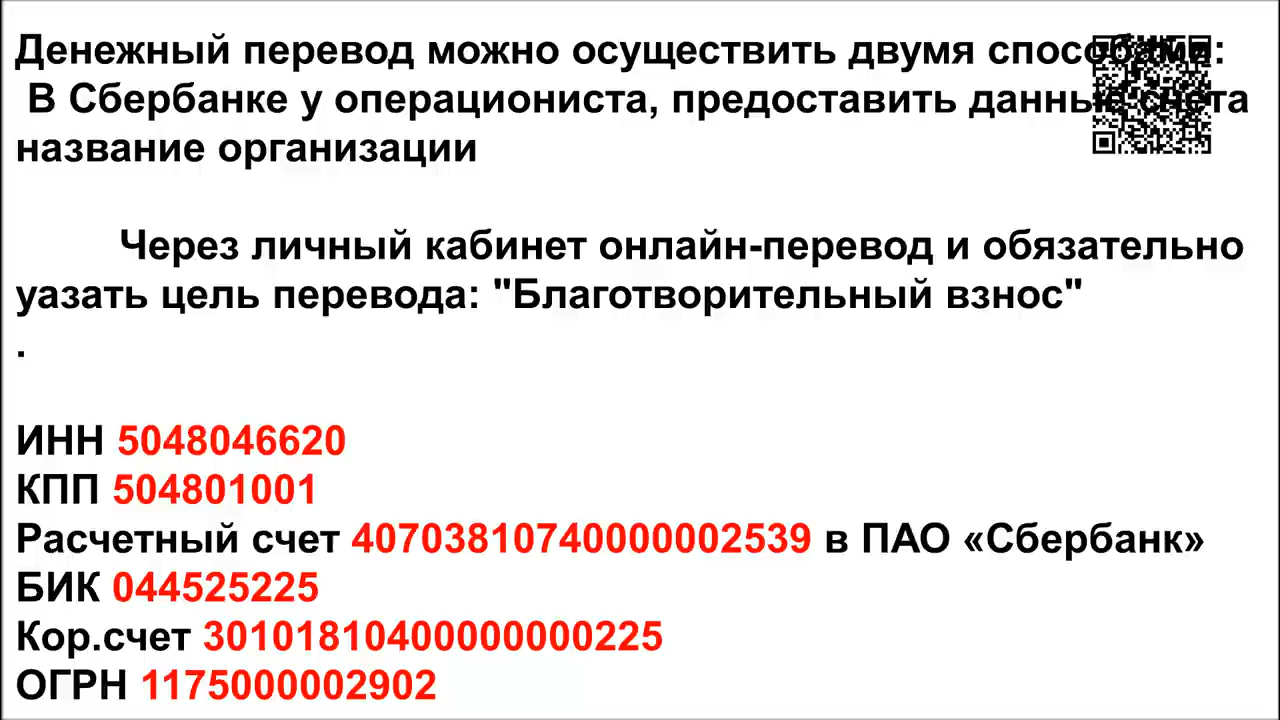 Денежный перевод можно осуществить двумя способами:
В Сбербанке у операциониста, предоставить данные счета
название организации
Через личный кабинет онлайн-перевод и обязательно
уазать цель перевода: "Благотворительный взнос"
.
ИНН 5048046620
КПП 504801001
Расчетный счет 40703810740000002539 в ПАО «Сбербанк»
БИК 044525225
Кор.счет 30101810400000000225
ОГРН 1175000002902